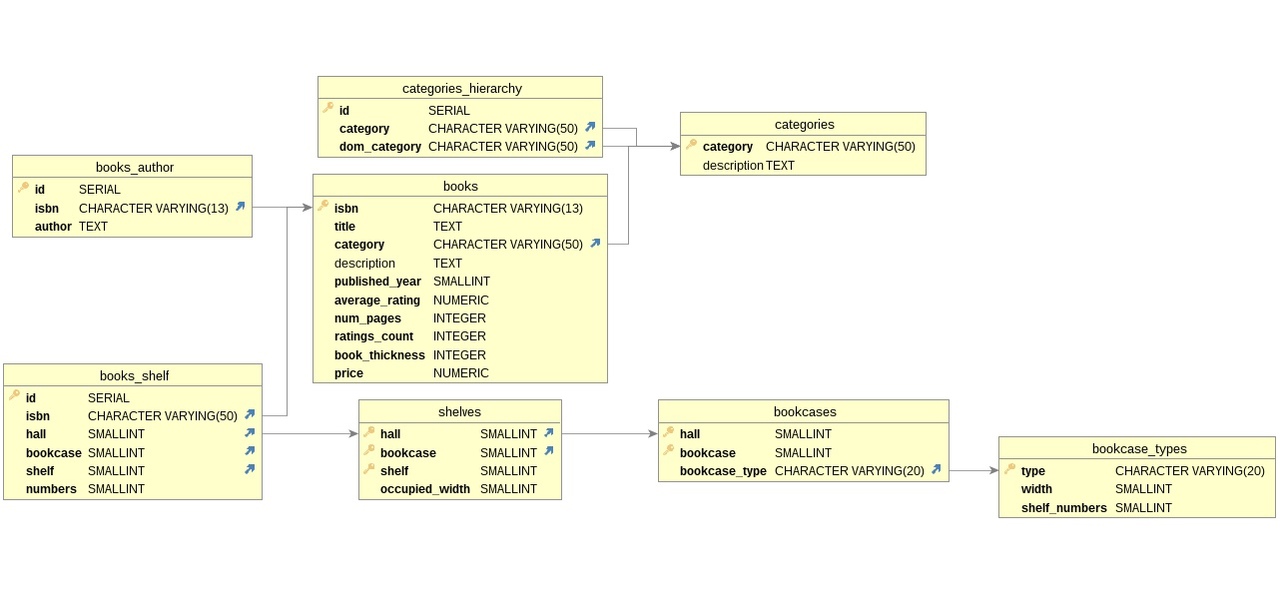 categories_hierarchy
id SERIAL
category CHARACTER VARYING(50)
dom_category CHARACTER VARYING(50)
categories
category CHARACTER VARYING(50)
description TEXT
books_author
id SERIAL
isbn CHARACTER VARYING(13)
author TEXT
books
isbn CHARACTER VARYING(13)
title TEXT
category CHARACTER VARYING(50)
description TEXT
published_year SMALLINT
average_rating NUMERIC
num_pages INTEGER
ratings_count INTEGER
book_thickness INTEGER
price NUMERIC
books_shelf
id SERIAL
isbn CHARACTER VARYING(50)
hall SMALLINT
bookcase SMALLINT
shelf SMALLINT
numbers SMALLINT
shelves
hall SMALLINT
bookcase SMALLINT
shelf SMALLINT
occupied_width SMALLINT
bookcases
hall SMALLINT
bookcase SMALLINT
bookcase_type CHARACTER VARYING(20)
bookcase_types
type CHARACTER VARYING(20)
width SMALLINT
shelf_numbers SMALLINT